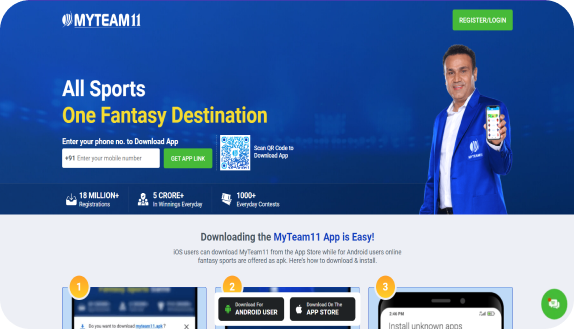 MYTEAM11
REGISTER/LOGIN
All Sports
One Fantasy Destination
Enter your phone no. to Download App
+91 Enter your mobile number
GET APP LINK
Scan QR Code to
Download App
18 MILLION+
Registrations
5 CRORE+
in Winnings Everyday
1000+
Everyday Contests
MYTEAM11
Downloading the MyTeam11 App is Easy!
iOS users can download MyTeam11 from the App Store while for Android users online
fantasy sports are offered as apk. Here's how to download & install.
1
2
3
Do you want to download myteam11.apk ?
Download For
ANDROID USER
Download On The
APP STORE
Install unknown apps